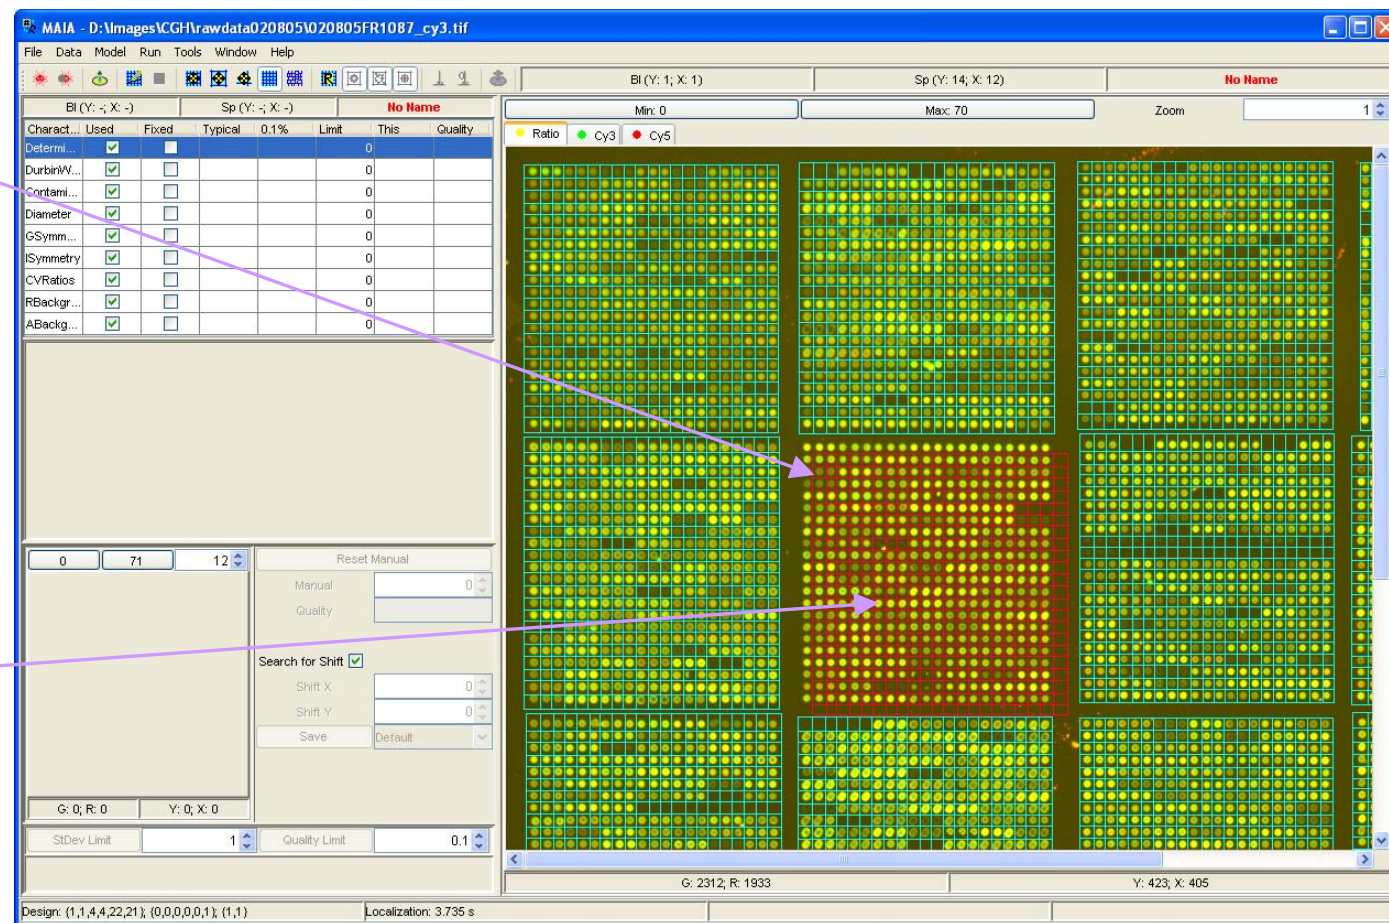 MAIA - D:\Images\CGH\rawdata020805\020805FR1087_cy3.tif
File Data Model Run Tools Window Help
Bl (Y: 1; X: 1) Sp (Y: 14; X: 12) No Name
Bl (Y: -; X: -) Sp (Y: -; X: -) No Name
Min: 0 Max: 70 Zoom 1
Charact... Used Fixed Typical 0.1% Limit This Quality
Ratio Cy3 Cy5
Determi... 0
DurbinW... 0
Contami... 0
Diameter 0
GSymm... 0
ISymmetry 0
CVRatios 0
RBackgr... 0
ABackg... 0
0 71 12 Reset Manual
Manual 0
Quality
Search for Shift
Shift X 0
Shift Y 0
Save Default
G: 0; R: 0 Y: 0; X: 0
StDev Limit 1 Quality Limit 0.1
G: 2312; R: 1933 Y: 423; X: 405
Design: {1,1,4,4,22,21}; {0,0,0,0,0,1}; {1,1} Localization: 3.735 s